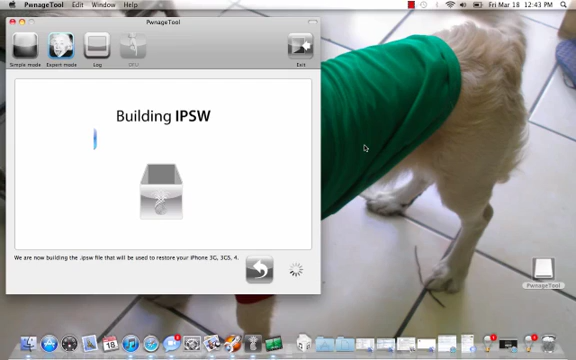 PwnageTool Edit Window Help
Fri Mar 18 12:43 PM
PwnageTool
Simple mode Expert mode Log DFU Exit
Building IPSW
We are now building the .ipsw file that will be used to restore your iPhone 3G, 3GS, 4.
PwnageTool
18